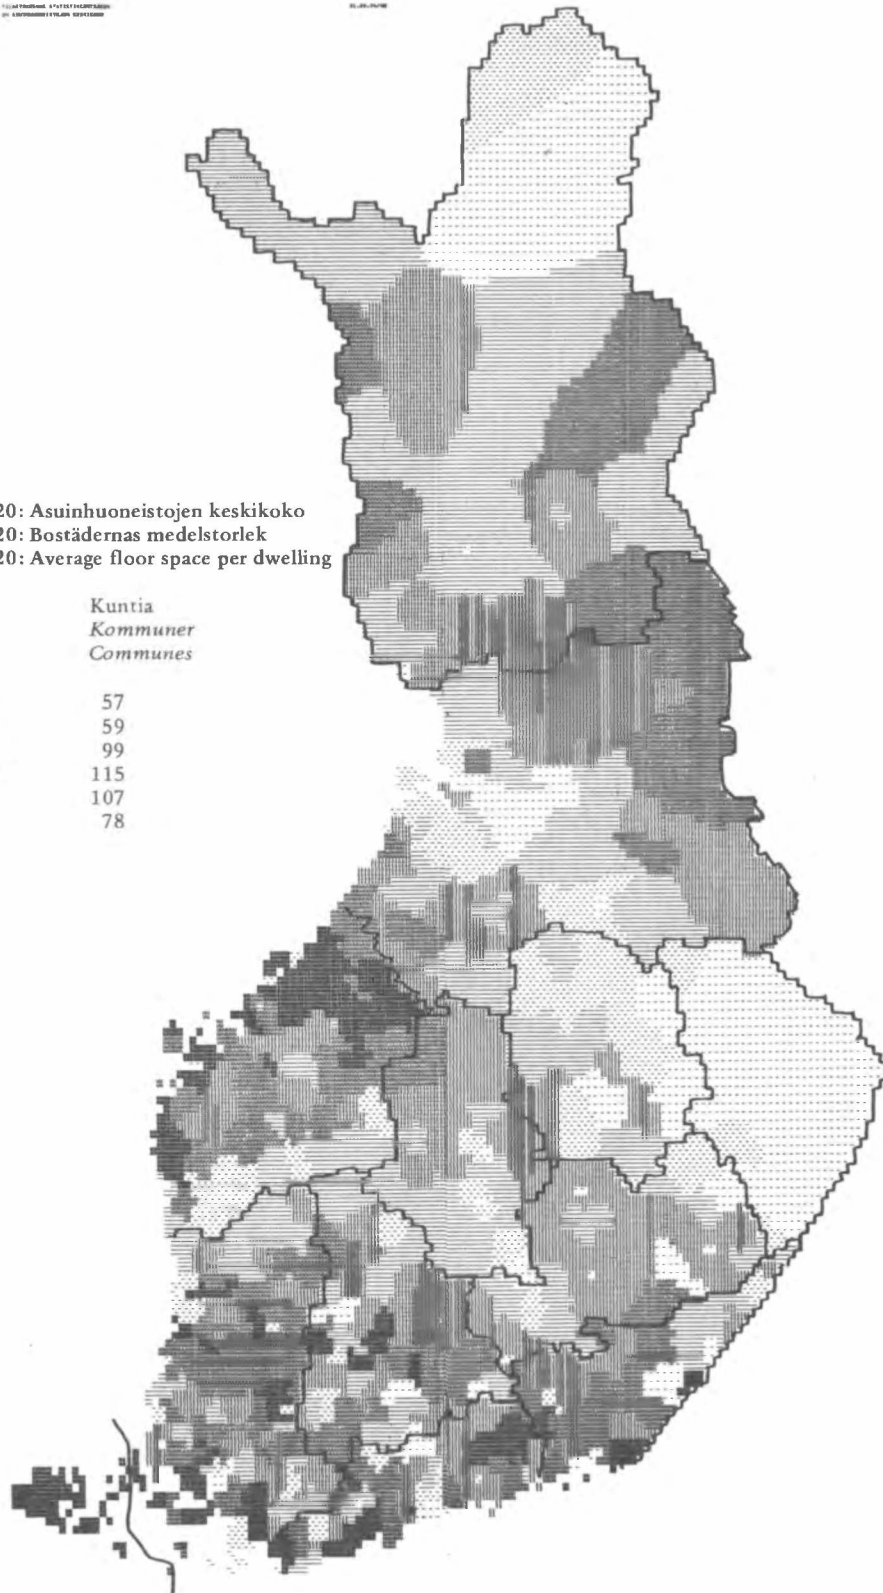 20: Asuinhuoneistojen keskikoko
20: Bostädernas medelstorlek
20: Average floor space per dwelling
Kuntia
Kommuner
Communes
57
59
99
115
107
78